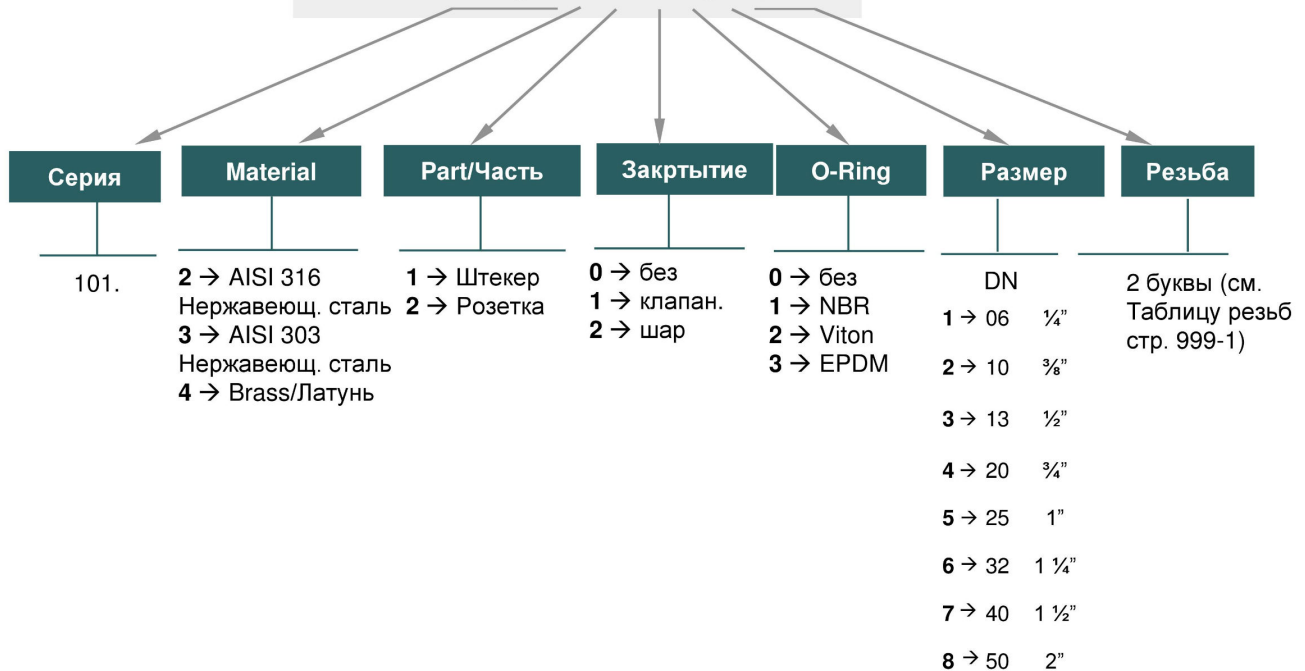 Серия
Material
Part/Часть
Закртытие
O-Ring
Размер
Резьба
101.
2 → AISI 316
Нержавеющ. сталь
3 → AISI 303
Нержавеющ. сталь
4 → Brass/Латунь
1 → Штекер
2 → Розетка
0 → без
1 → клапан.
2 → шар
0 → без
1 → NBR
2 → Viton
3 → EPDM
DN
1 → 06 ¼”
2 → 10 ⅜”
3 → 13 ½”
4 → 20 ¾”
5 → 25 1”
6 → 32 1 ¼”
7 → 40 1 ½”
8 → 50 2”
2 буквы (см.
Таблицу резьб
стр. 999-1)